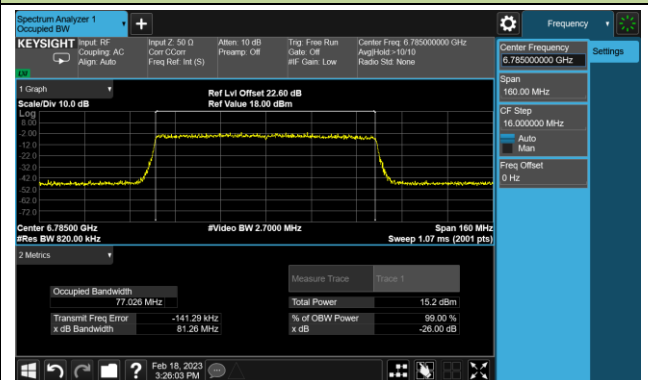 Spectrum Analyzer 1
Occupied BW
+
Frequency
KEYSIGHT
Input: RF
Coupling: AC
Align: Auto
Input Z: 50 Ω
Corr CCorr
Freq Ref: Int (S)
Atten: 10 dB
Preamp: Off
Trig: Free Run
Gate: Off
#IF Gain: Low
Center Freq: 6.785000000 GHz
Avg|Hold:>10/10
Radio Std: None
LW
Center Frequency
6.785000000 GHz
Settings
Span
160.00 MHz
CF Step
16.000000 MHz
Auto
Man
Freq Offset
0 Hz
1 Graph
Scale/Div 10.0 dB
Ref Lvl Offset 22.60 dB
Ref Value 18.00 dBm
Log
8.00
-2.00
-12.0
-22.0
-32.0
-42.0
-52.0
-62.0
-72.0
Center 6.78500 GHz
#Res BW 820.00 kHz
#Video BW 2.7000 MHz
Span 160 MHz
Sweep 1.07 ms (2001 pts)
2 Metrics
Measure Trace
Trace 1
Occupied Bandwidth
77.026 MHz
Total Power
15.2 dBm
Transmit Freq Error
-141.29 kHz
% of OBW Power
99.00 %
x dB Bandwidth
81.26 MHz
x dB
-26.00 dB
?
Feb 18, 2023
3:26:03 PM